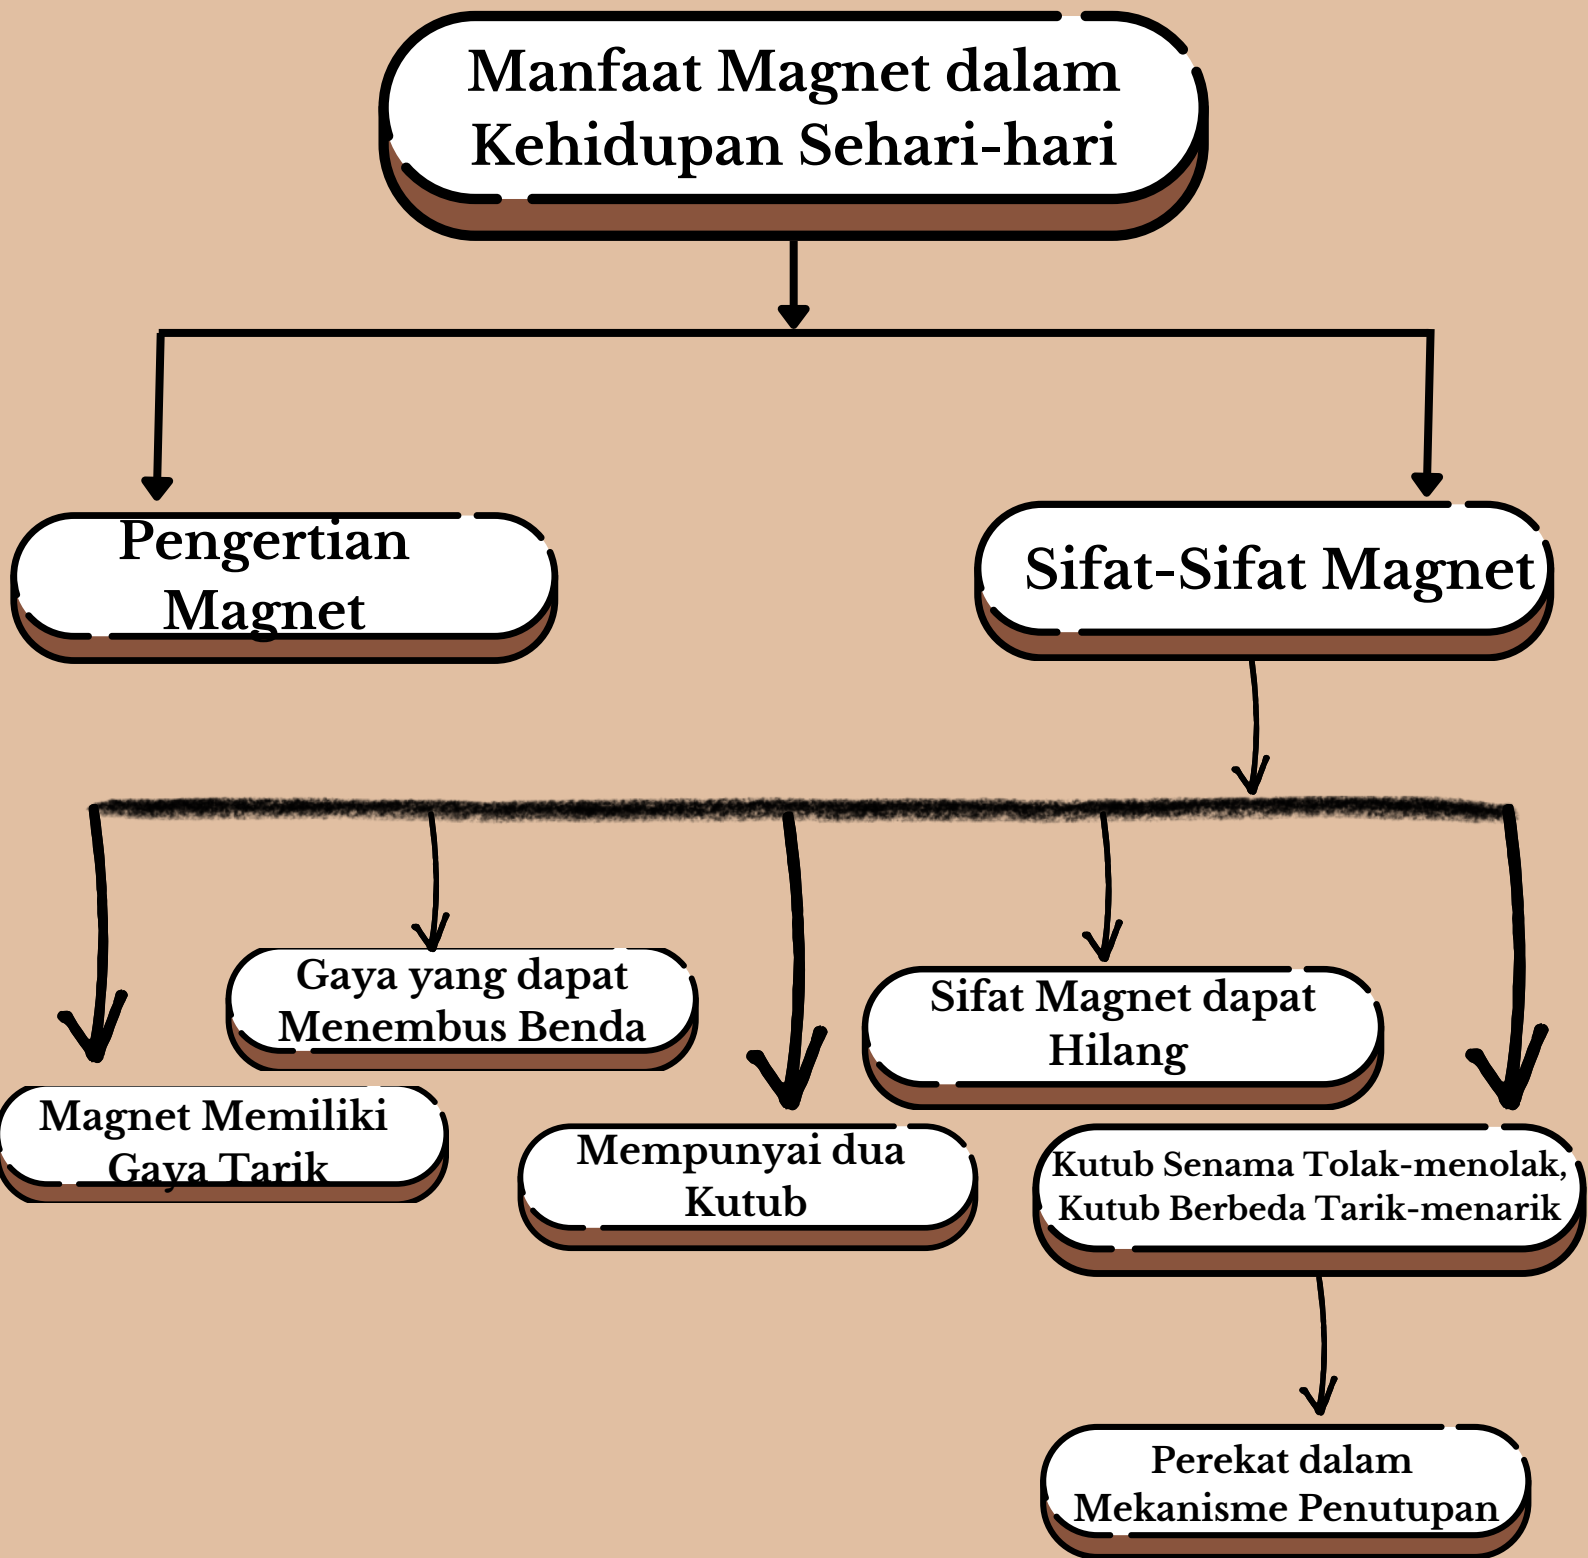 Manfaat Magnet dalam
Kehidupan Sehari-hari
Pengertian
Magnet
Sifat-Sifat Magnet
Gaya yang dapat
Menembus Benda
Sifat Magnet dapat
Hilang
Magnet Memiliki
Gaya Tarik
Mempunyai dua
Kutub
Kutub Senama Tolak-menolak,
Kutub Berbeda Tarik-menarik
Perekat dalam
Mekanisme Penutupan